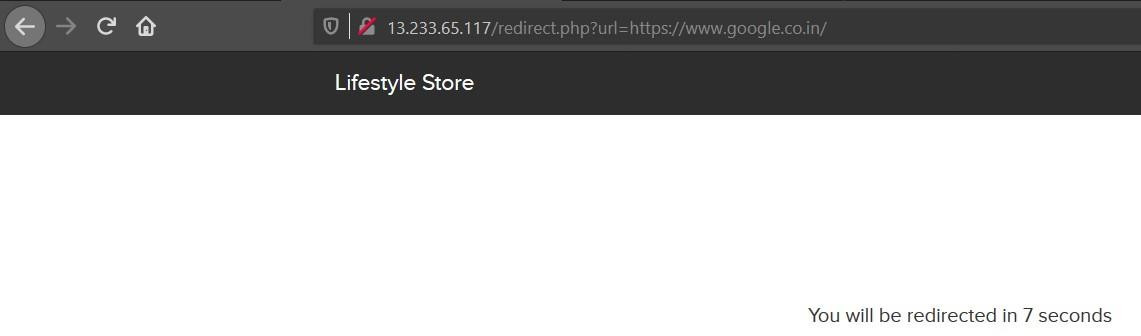 13.233.65.117/redirect.php?url=https://www.google.co.in/
Lifestyle Store
You will be redirected in 7 seconds